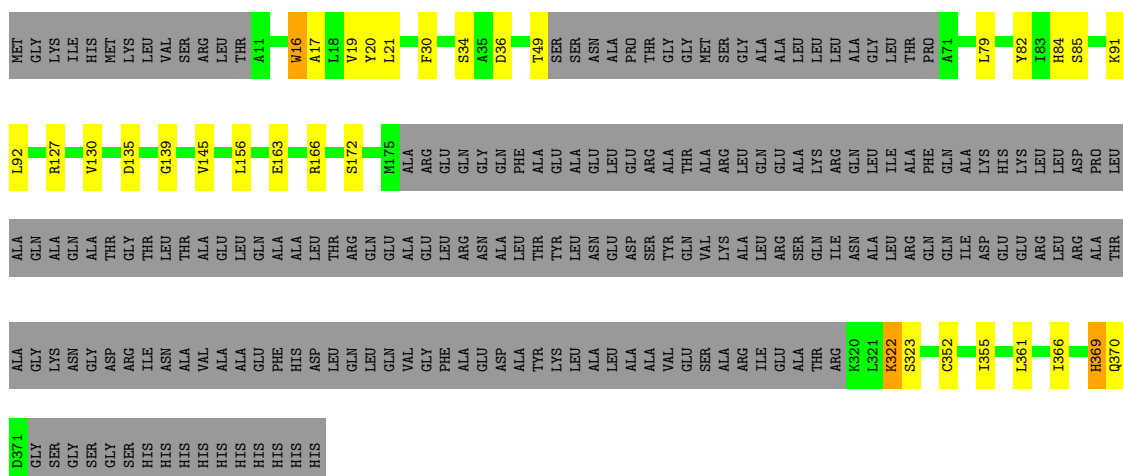 MET GLY LYS ILE HIS MET LYS LEU VAL SER ARG LEU THR A11 W16 A17 L18 V19 Y20 L21 F30 S34 A35 D36 T49 SER SER ASN ALA PRO THR GLY GLY MET SER GLY ALA ALA LEU LEU LEU ALA GLY LEU THR PRO A71 L79 Y82 I83 H84 S85 K91
L92 R127 V130 D135 G139 V145 L156 E163 R166 S172 M175 ALA ARG GLU GLN GLY GLN PHE ALA GLU ALA GLU LEU GLU GLU ARG ALA THR ALA ARG LEU GLN GLU ALA LYS ARG GLN LEU ILE ALA PHE GLN ALA LYS HIS LYS LYS LEU LEU ASP PRO LEU
ALA GLN ALA GLN ALA THR GLY THR LEU THR ALA GLU LEU GLN ALA ALA LEU THR ARG GLN GLU ALA GLU LEU ARG ASN ALA LEU THR TYR LEU ASN GLU ASP SER TYR GLN VAL LYS ALA LEU ARG SER GLN ILE ASN ALA LEU ARG GLN GLN ILE ASP GLU GLU ARG LEU ARG ALA THR
ALA GLY LYS ASN GLY ASP ARG ILE ASN ALA VAL ALA ALA GLU PHE HIS ASP LEU GLN LEU GLN VAL GLY PHE ALA GLU ASP ALA TYR LYS LEU ALA LEU ALA ALA VAL GLU SER ALA ARG ILE GLU ALA THR ARG K320 L321 K322 S323 C352 I355 L361 I366 H369 Q370
D371 GLY SER GLY SER GLY SER HIS HIS HIS HIS HIS HIS HIS HIS HIS HIS